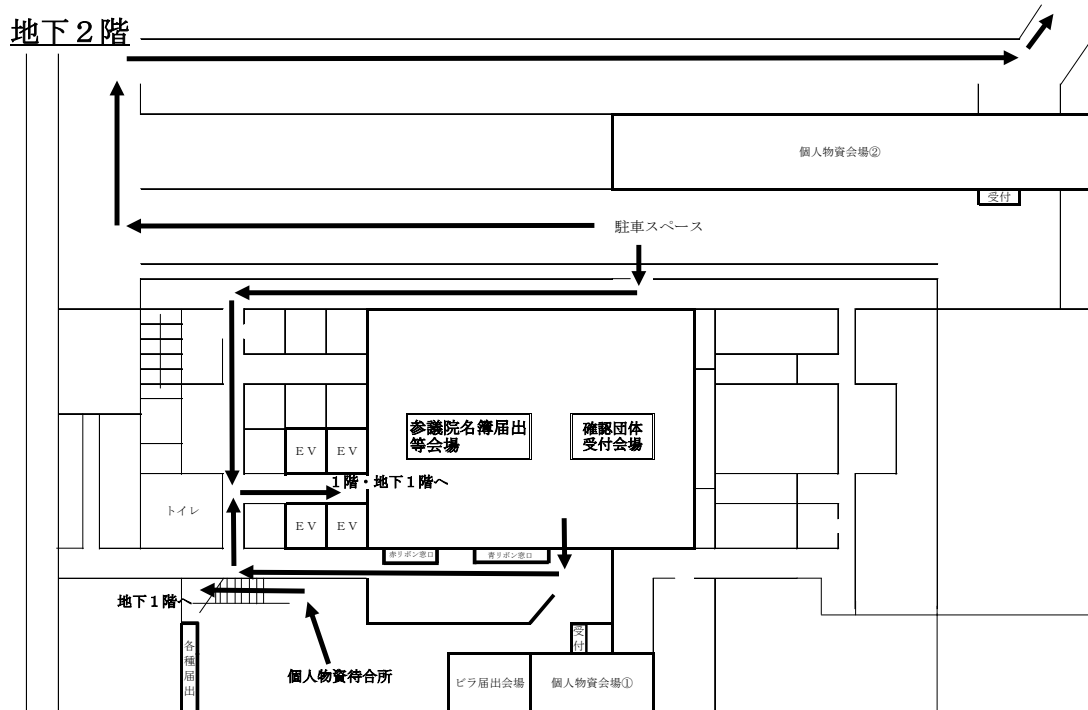 地下２階
個人物資会場②
受付
駐車スペース
参議院名簿届出
等会場
確認団体
受付会場
ＥＶ
ＥＶ
１階・地下１階へ
トイレ
ＥＶ
ＥＶ
赤リボン窓口
青リボン窓口
地下１階へ
受付
各種届出
個人物資待合所
ビラ届出会場
個人物資会場①